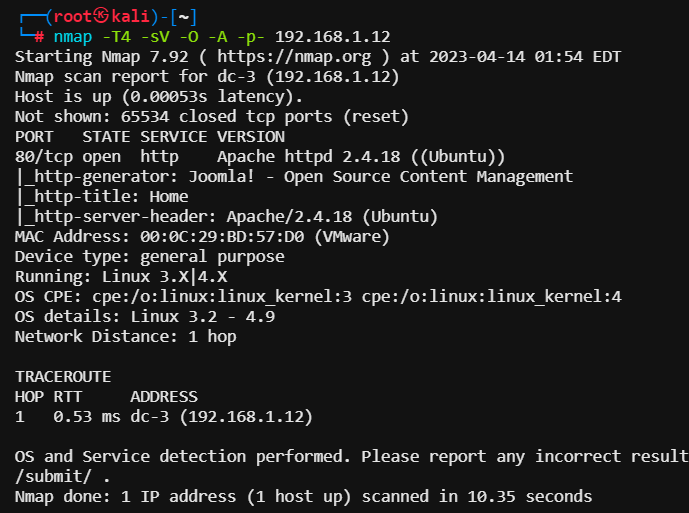 ┌──(root㉿kali)-[~]
└─# nmap -T4 -sV -O -A -p- 192.168.1.12
Starting Nmap 7.92 ( https://nmap.org ) at 2023-04-14 01:54 EDT
Nmap scan report for dc-3 (192.168.1.12)
Host is up (0.00053s latency).
Not shown: 65534 closed tcp ports (reset)
PORT   STATE SERVICE VERSION
80/tcp open  http    Apache httpd 2.4.18 ((Ubuntu))
|_http-generator: Joomla! - Open Source Content Management
|_http-title: Home
|_http-server-header: Apache/2.4.18 (Ubuntu)
MAC Address: 00:0C:29:BD:57:D0 (VMware)
Device type: general purpose
Running: Linux 3.X|4.X
OS CPE: cpe:/o:linux:linux_kernel:3 cpe:/o:linux:linux_kernel:4
OS details: Linux 3.2 - 4.9
Network Distance: 1 hop

TRACEROUTE
HOP RTT     ADDRESS
1   0.53 ms dc-3 (192.168.1.12)

OS and Service detection performed. Please report any incorrect result
/submit/ .
Nmap done: 1 IP address (1 host up) scanned in 10.35 seconds